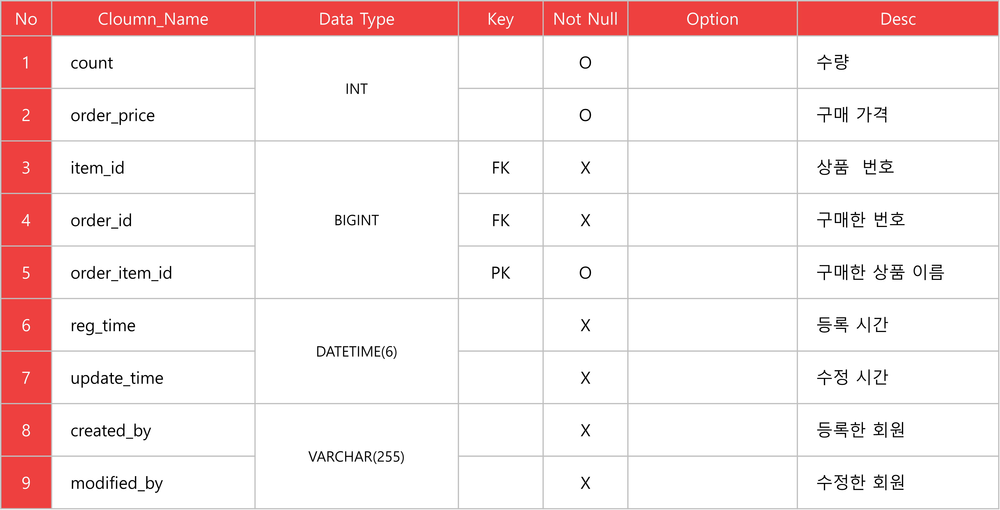 No Cloumn_Name Data Type Key Not Null Option Desc
1 count INT O 수량
2 order_price O 구매 가격
3 item_id BIGINT FK X 상품  번호
4 order_id FK X 구매한 번호
5 order_item_id PK O 구매한 상품 이름
6 reg_time DATETIME(6) X 등록 시간
7 update_time X 수정 시간
8 created_by VARCHAR(255) X 등록한 회원
9 modified_by X 수정한 회원